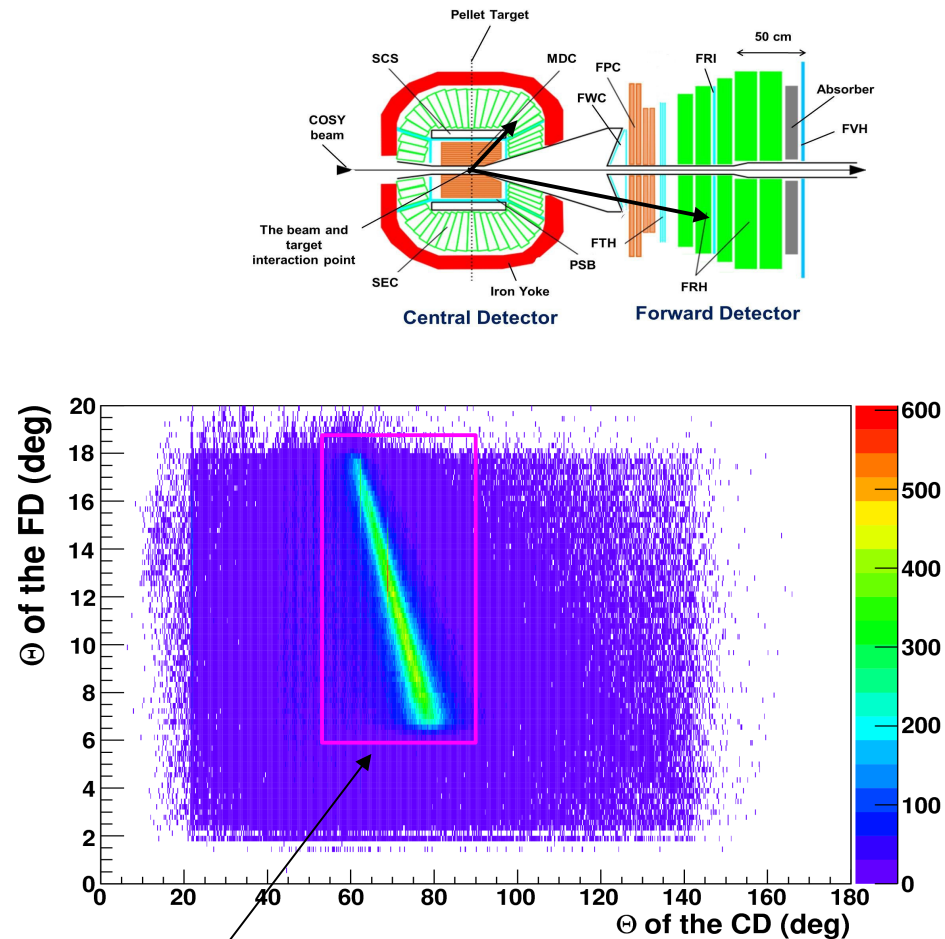 Pellet Target
SCS
MDC
FPC
FRI
50 cm
FWC
Absorber
COSY
beam
FVH
The beam and
target
interaction point
SEC
PSB
Iron Yoke
FTH
FRH
Central Detector
Forward Detector
Θ of the FD (deg)
20
18
16
14
12
10
8
6
4
2
0
0 20 40 60 80 100 120 140 160 180
Θ of the CD (deg)
600
500
400
300
200
100
0